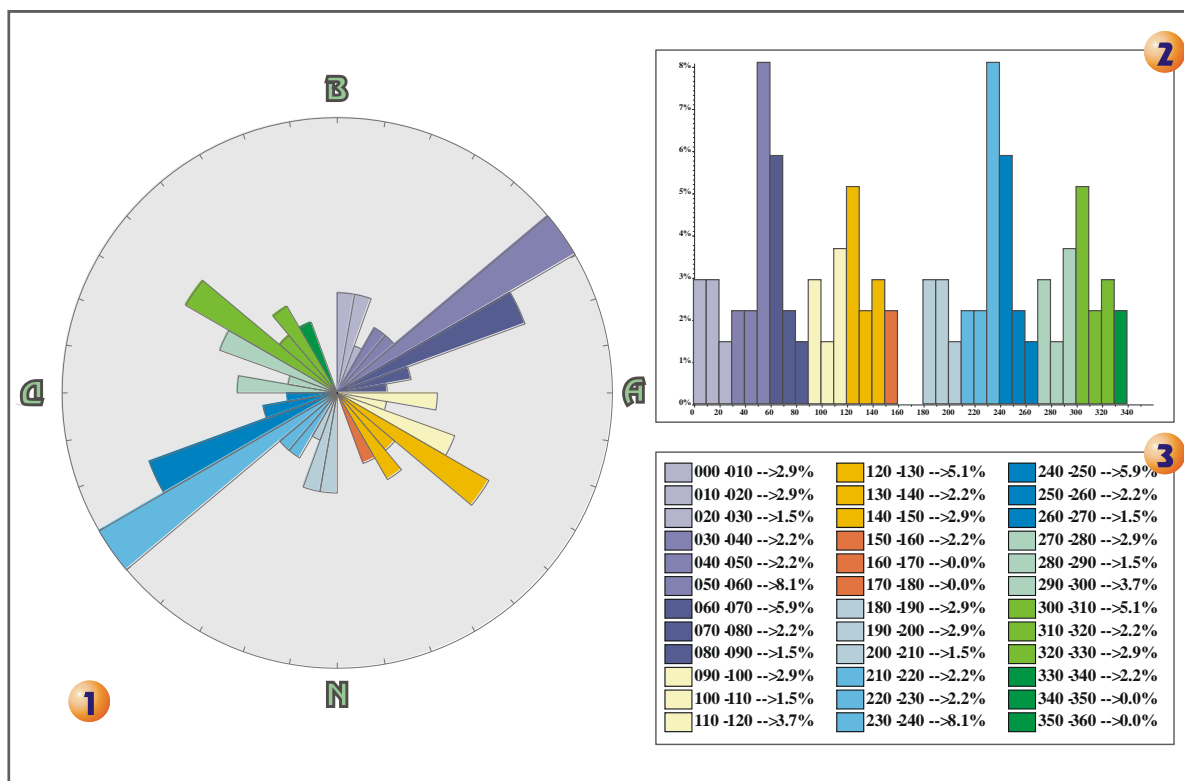 B
A
N
D
1
2
8%
7%
6%
5%
4%
3%
2%
1%
0%
0 20 40 60 80 100 120 140 160 180 200 220 240 260 280 300 320 340
3
000 -010 -->2.9%
010 -020 -->2.9%
020 -030 -->1.5%
030 -040 -->2.2%
040 -050 -->2.2%
050 -060 -->8.1%
060 -070 -->5.9%
070 -080 -->2.2%
080 -090 -->1.5%
090 -100 -->2.9%
100 -110 -->1.5%
110 -120 -->3.7%
120 -130 -->5.1%
130 -140 -->2.2%
140 -150 -->2.9%
150 -160 -->2.2%
160 -170 -->0.0%
170 -180 -->0.0%
180 -190 -->2.9%
190 -200 -->2.9%
200 -210 -->1.5%
210 -220 -->2.2%
220 -230 -->2.2%
230 -240 -->8.1%
240 -250 -->5.9%
250 -260 -->2.2%
260 -270 -->1.5%
270 -280 -->2.9%
280 -290 -->1.5%
290 -300 -->3.7%
300 -310 -->5.1%
310 -320 -->2.2%
320 -330 -->2.9%
330 -340 -->2.2%
340 -350 -->0.0%
350 -360 -->0.0%